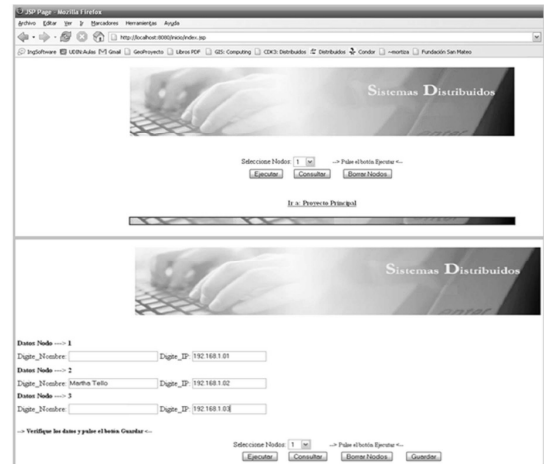 JSP Page - Mozilla Firefox
Archivo Editar Ver Ir Marcadores Herramientas Ayuda
http://localhost:8080/inicio/index.jsp
IngSoftware UDIN:Aulas Gmail GeoProyecto Libros PDF GIS: Computing CDK3: Distribuidos Distribuidos Condor ~mortiza Fundación San Mateo
Sistemas Distribuidos
Seleccione Nodos: 1 --> Pulse el botón Ejecutar <--
Ejecutar Consultar Borrar Nodos
Ir a: Proyecto Principal
Sistemas Distribuidos
Datos Nodo ----> 1
Digite_Nombre: Digite_IP: 192.168.1.01
Datos Nodo ----> 2
Digite_Nombre: Martha Tello Digite_IP: 192.168.1.02
Datos Nodo ----> 3
Digite_Nombre: Digite_IP: 192.168.1.03
--> Verifique los datos y pulse el botón Guardar <--
Seleccione Nodos: 1 --> Pulse el botón Ejecutar <--
Ejecutar Consultar Borrar Nodos Guardar